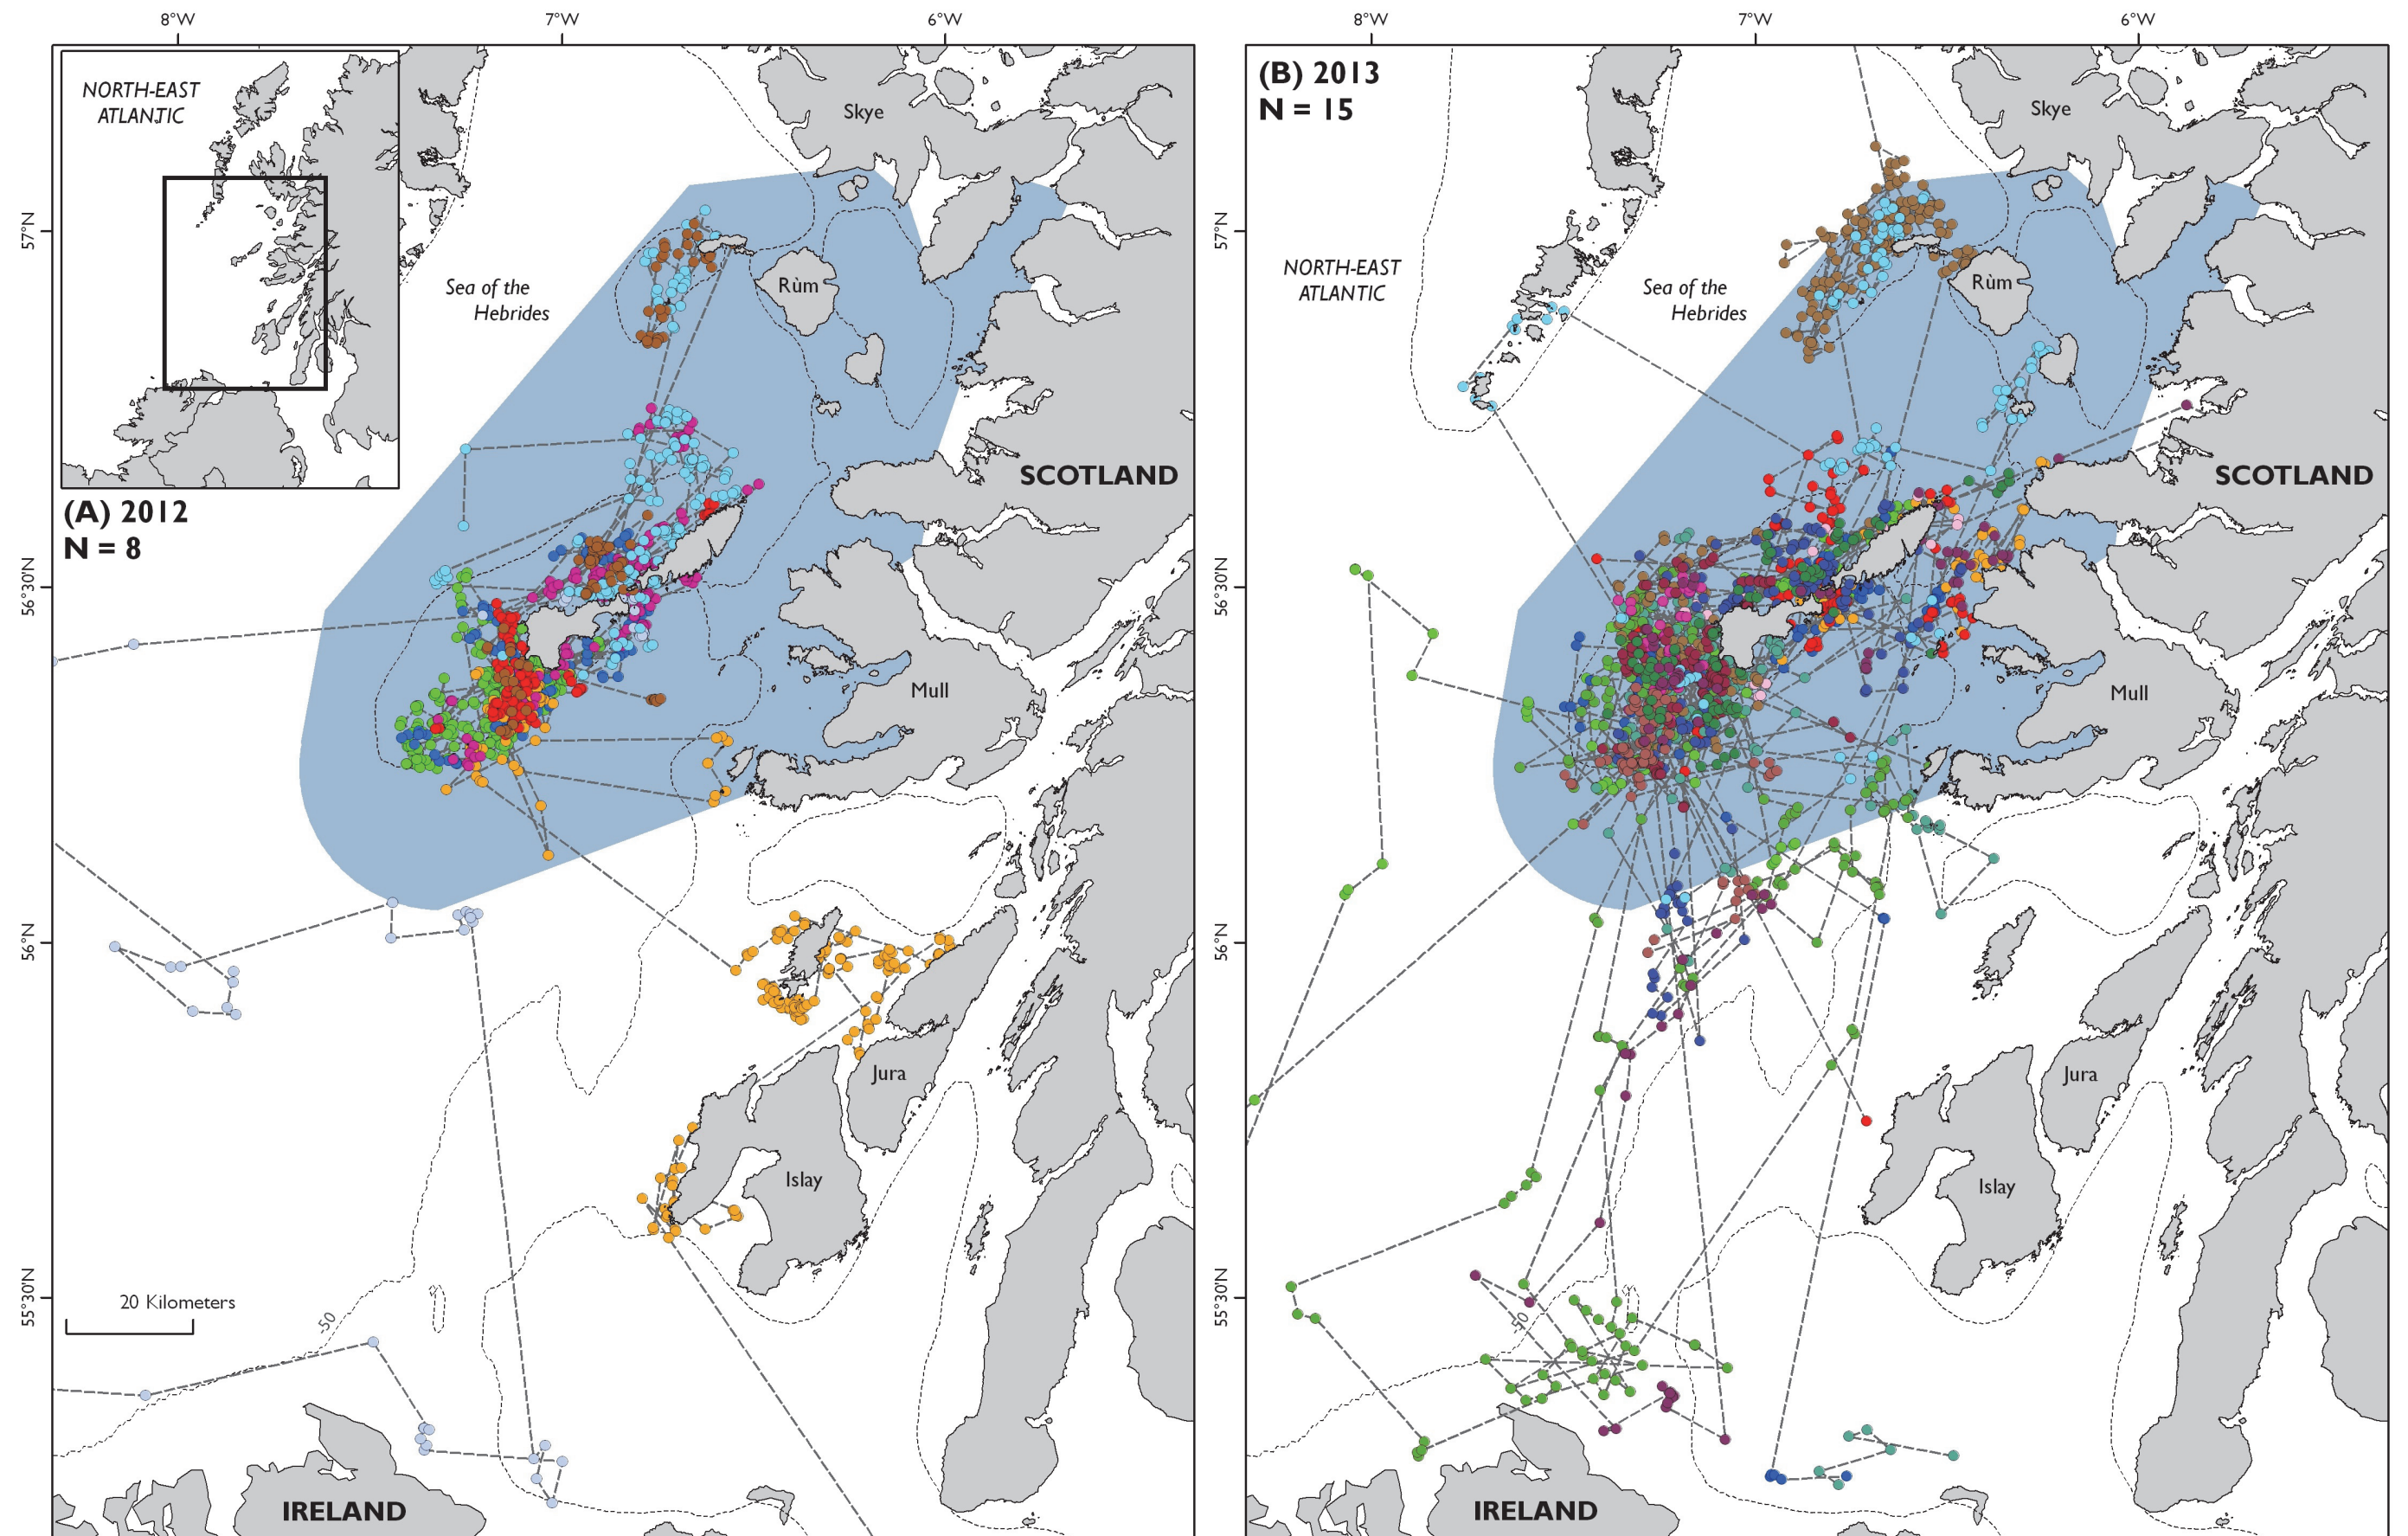 8°W
7°W
6°W
8°W
7°W
6°W
NORTH-EAST
ATLANTIC
(A) 2012
N = 8
Skye
57°N
Sea of the
Hebrides
Rùm
SCOTLAND
56°30'N
Mull
56°N
Jura
Islay
55°30'N
20 Kilometers
-50
IRELAND
(B) 2013
N = 15
Skye
57°N
NORTH-EAST
ATLANTIC
Sea of the
Hebrides
Rùm
SCOTLAND
56°30'N
Mull
56°N
Jura
Islay
55°30'N
-50
IRELAND